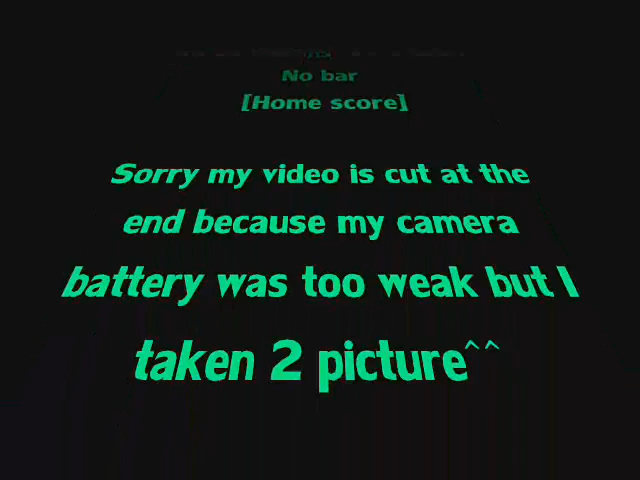 No bar
[Home score]
Sorry my video is cut at the
end because my camera
battery was too weak but I
taken 2 picture^^